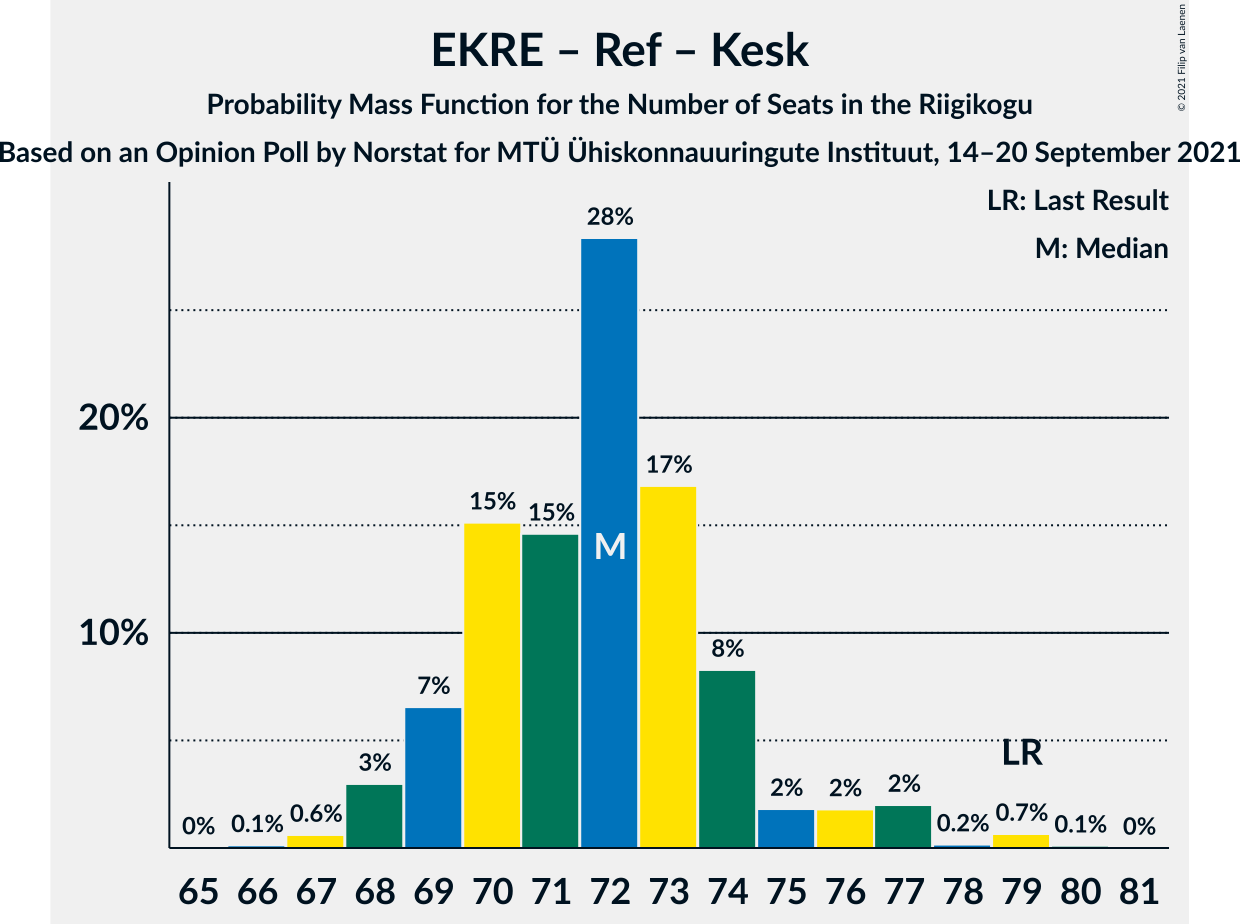 EKRE – Ref – Kesk
Probability Mass Function for the Number of Seats in the Riigikogu
Based on an Opinion Poll by Norstat for MTÜ Ühiskonnauuringute Instituut, 14–20 September 2021
© 2021 Filip van Laenen
LR: Last Result
M: Median
28%
20%
17%
15% 15%
M
10%
8%
7%
LR
3%
2% 2% 2%
0% 0.1% 0.6% 0.2% 0.7% 0.1% 0%
65 66 67 68 69 70 71 72 73 74 75 76 77 78 79 80 81